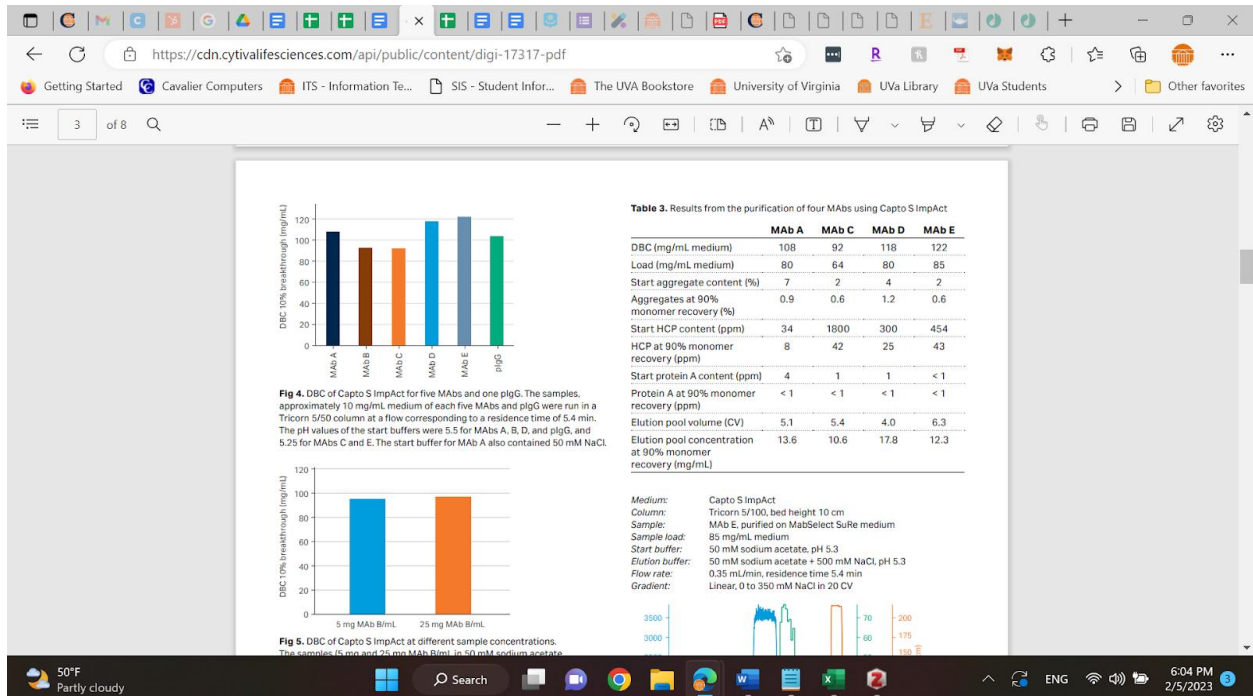 https://cdn.cytivalifesciences.com/api/public/content/digi-17317-pdf
Getting Started
Cavalier Computers
ITS - Information Te...
SIS - Student Infor...
The UVA Bookstore
University of Virginia
UVa Library
UVa Students
Other favorites
3 of 8
DBC 10% breakthrough (mg/mL)
120
100
80
60
40
20
0
MAb A
MAb B
MAb C
MAb D
MAb E
pIgG
Fig 4. DBC of Capto S ImpAct for five MAbs and one pIgG. The samples,
approximately 10 mg/mL medium of each five MAbs and pIgG were run in a
Tricorn 5/50 column at a flow corresponding to a residence time of 5.4 min.
The pH values of the start buffers were 5.5 for MAbs A, B, D, and pIgG, and
5.25 for MAbs C and E. The start buffer for MAb A also contained 50 mM NaCl.
DBC 10% breakthrough (mg/mL)
120
100
80
60
40
20
0
5 mg MAb B/mL
25 mg MAb B/mL
Fig 5. DBC of Capto S ImpAct at different sample concentrations.
The samples (5 mg and 25 mg MAb B/mL in 50 mM sodium acetate
Table 3. Results from the purification of four MAbs using Capto S ImpAct
MAb A MAb C MAb D MAb E
DBC (mg/mL medium) 108 92 118 122
Load (mg/mL medium) 80 64 80 85
Start aggregate content (%) 7 2 4 2
Aggregates at 90% 0.9 0.6 1.2 0.6
monomer recovery (%)
Start HCP content (ppm) 34 1800 300 454
HCP at 90% monomer 8 42 25 43
recovery (ppm)
Start protein A content (ppm) 4 1 1 < 1
Protein A at 90% monomer < 1 < 1 < 1 < 1
recovery (ppm)
Elution pool volume (CV) 5.1 5.4 4.0 6.3
Elution pool concentration 13.6 10.6 17.8 12.3
at 90% monomer
recovery (mg/mL)
Medium: Capto S ImpAct
Column: Tricorn 5/100, bed height 10 cm
Sample: MAb E, purified on MabSelect SuRe medium
Sample load: 85 mg/mL medium
Start buffer: 50 mM sodium acetate, pH 5.3
Elution buffer: 50 mM sodium acetate + 500 mM NaCl, pH 5.3
Flow rate: 0.35 mL/min, residence time 5.4 min
Gradient: Linear, 0 to 350 mM NaCl in 20 CV
3500
3000
70
60
200
175
150
50°F
Partly cloudy
Search
ENG
6:04 PM
2/5/2023
3